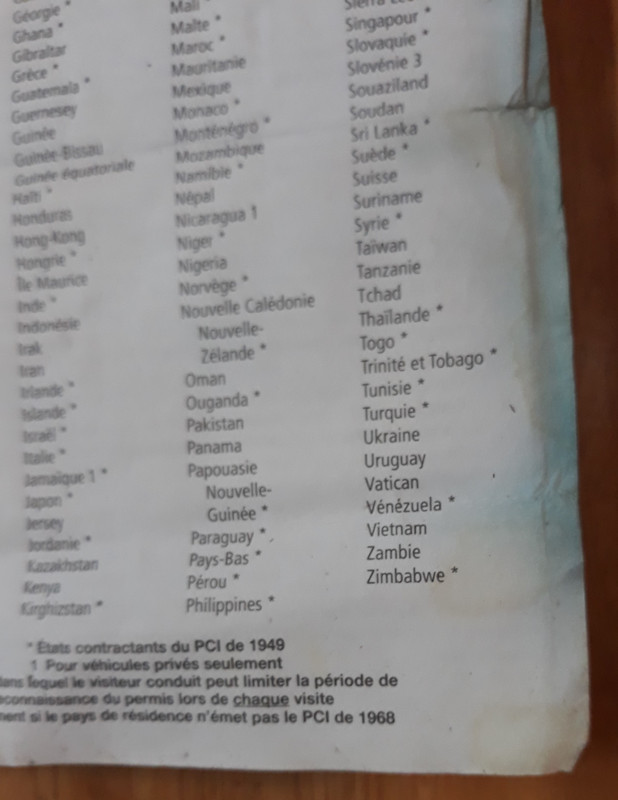 Géorgie *
Ghana *
Gibraltar
Grèce *
Guatemala *
Guernesey
Guinée
Guinée-Bissau
Guinée équatoriale
Haïti *
Honduras
Hong-Kong
Hongrie *
Île Maurice
Inde *
Indonésie
Irak
Iran
Irlande *
Islande *
Israël *
Italie *
Jamaïque 1 *
Japon *
Jersey
Jordanie *
Kazakhstan
Kenya
Kirghizstan *
Mali *
Malte *
Maroc *
Mauritanie
Mexique
Monaco *
Monténégro *
Mozambique
Namibie *
Népal
Nicaragua 1
Niger *
Nigeria
Norvège *
Nouvelle Calédonie
Nouvelle-
Zélande *
Oman
Ouganda *
Pakistan
Panama
Papouasie
Nouvelle-
Guinée *
Paraguay *
Pays-Bas *
Pérou *
Philippines *
Sierra
Singapour *
Slovaquie *
Slovénie 3
Souaziland
Soudan
Sri Lanka *
Suède *
Suisse
Suriname
Syrie *
Taïwan
Tanzanie
Tchad
Thaïlande *
Togo *
Trinité et Tobago *
Tunisie *
Turquie *
Ukraine
Uruguay
Vatican
Vénézuela *
Vietnam
Zambie
Zimbabwe *
* États contractants du PCI de 1949
1 Pour véhicules privés seulement
dans lequel le visiteur conduit peut limiter la période de
connaissance du permis lors de chaque visite
ment si le pays de résidence n'émet pas le PCI de 1968